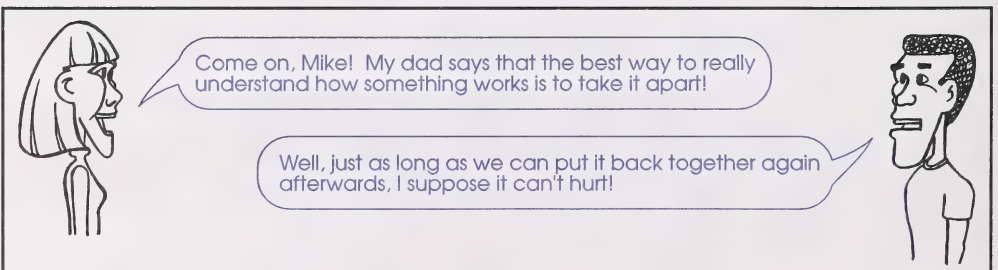 Come on, Mike! My dad says that the best way to really
understand how something works is to take it apart!
Well, just as long as we can put it back together again
afterwards, I suppose it can't hurt!